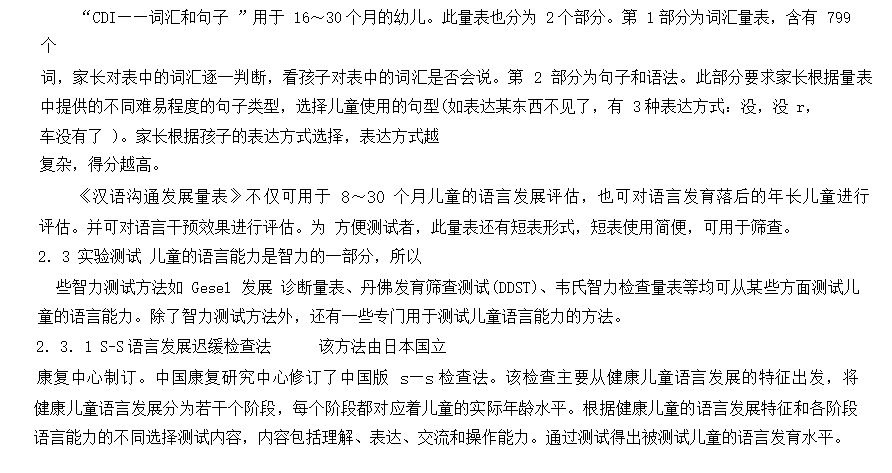 “CDI——词汇和句子 ”用于 16～30个月的幼儿。此量表也分为 2个部分。第 1部分为词汇量表，含有 799
个
词，家长对表中的词汇逐一判断，看孩子对表中的词汇是否会说。第 2 部分为句子和语法。此部分要求家长根据量表
中提供的不同难易程度的句子类型，选择儿童使用的句型(如表达某东西不见了，有 3种表达方式：没，没 r，
车没有了 )。家长根据孩子的表达方式选择，表达方式越
复杂，得分越高。
《汉语沟通发展量表》不仅可用于 8～30 个月儿童的语言发展评估，也可对语言发育落后的年长儿童进行
评估。并可对语言干预效果进行评估。为 方便测试者，此量表还有短表形式，短表使用简便，可用于筛查。
2. 3 实验测试 儿童的语言能力是智力的一部分，所以
些智力测试方法如 Gesel 发展 诊断量表、丹佛发育筛查测试(DDST)、韦氏智力检查量表等均可从某些方面测试儿
童的语言能力。除了智力测试方法外，还有一些专门用于测试儿童语言能力的方法。
2. 3. 1 S-S语言发展迟缓检查法 该方法由日本国立
康复中心制订。中国康复研究中心修订了中国版 s—s检查法。该检查主要从健康儿童语言发展的特征出发，将
健康儿童语言发展分为若干个阶段，每个阶段都对应着儿童的实际年龄水平。根据健康儿童的语言发展特征和各阶段
语言能力的不同选择测试内容，内容包括理解、表达、交流和操作能力。通过测试得出被测试儿童的语言发育水平。